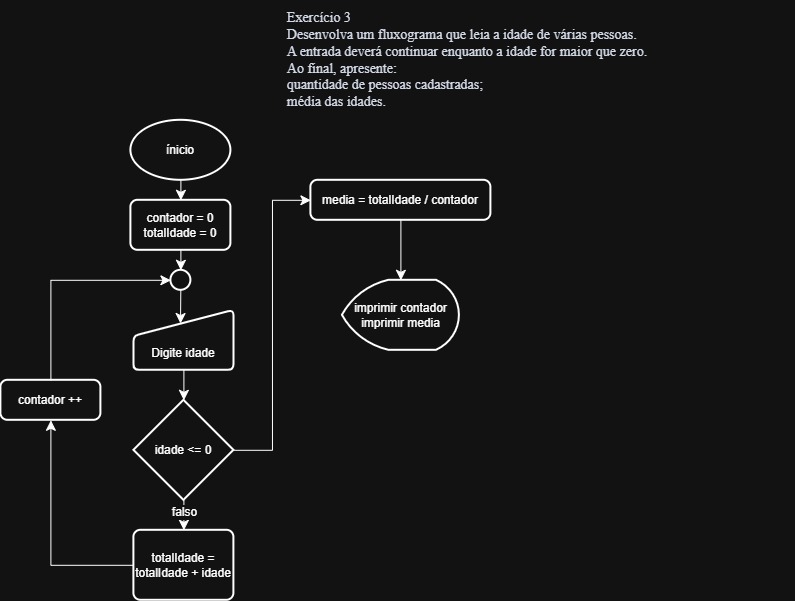 Exercício 3
Desenvolva um fluxograma que leia a idade de várias pessoas.
A entrada deverá continuar enquanto a idade for maior que zero.
Ao final, apresente:
quantidade de pessoas cadastradas;
média das idades.
ínicio
contador = 0
totalIdade = 0
media = totalIdade / contador
imprimir contador
imprimir media
Digite idade
contador ++
idade <= 0
falso
totalIdade =
totalIdade + idade